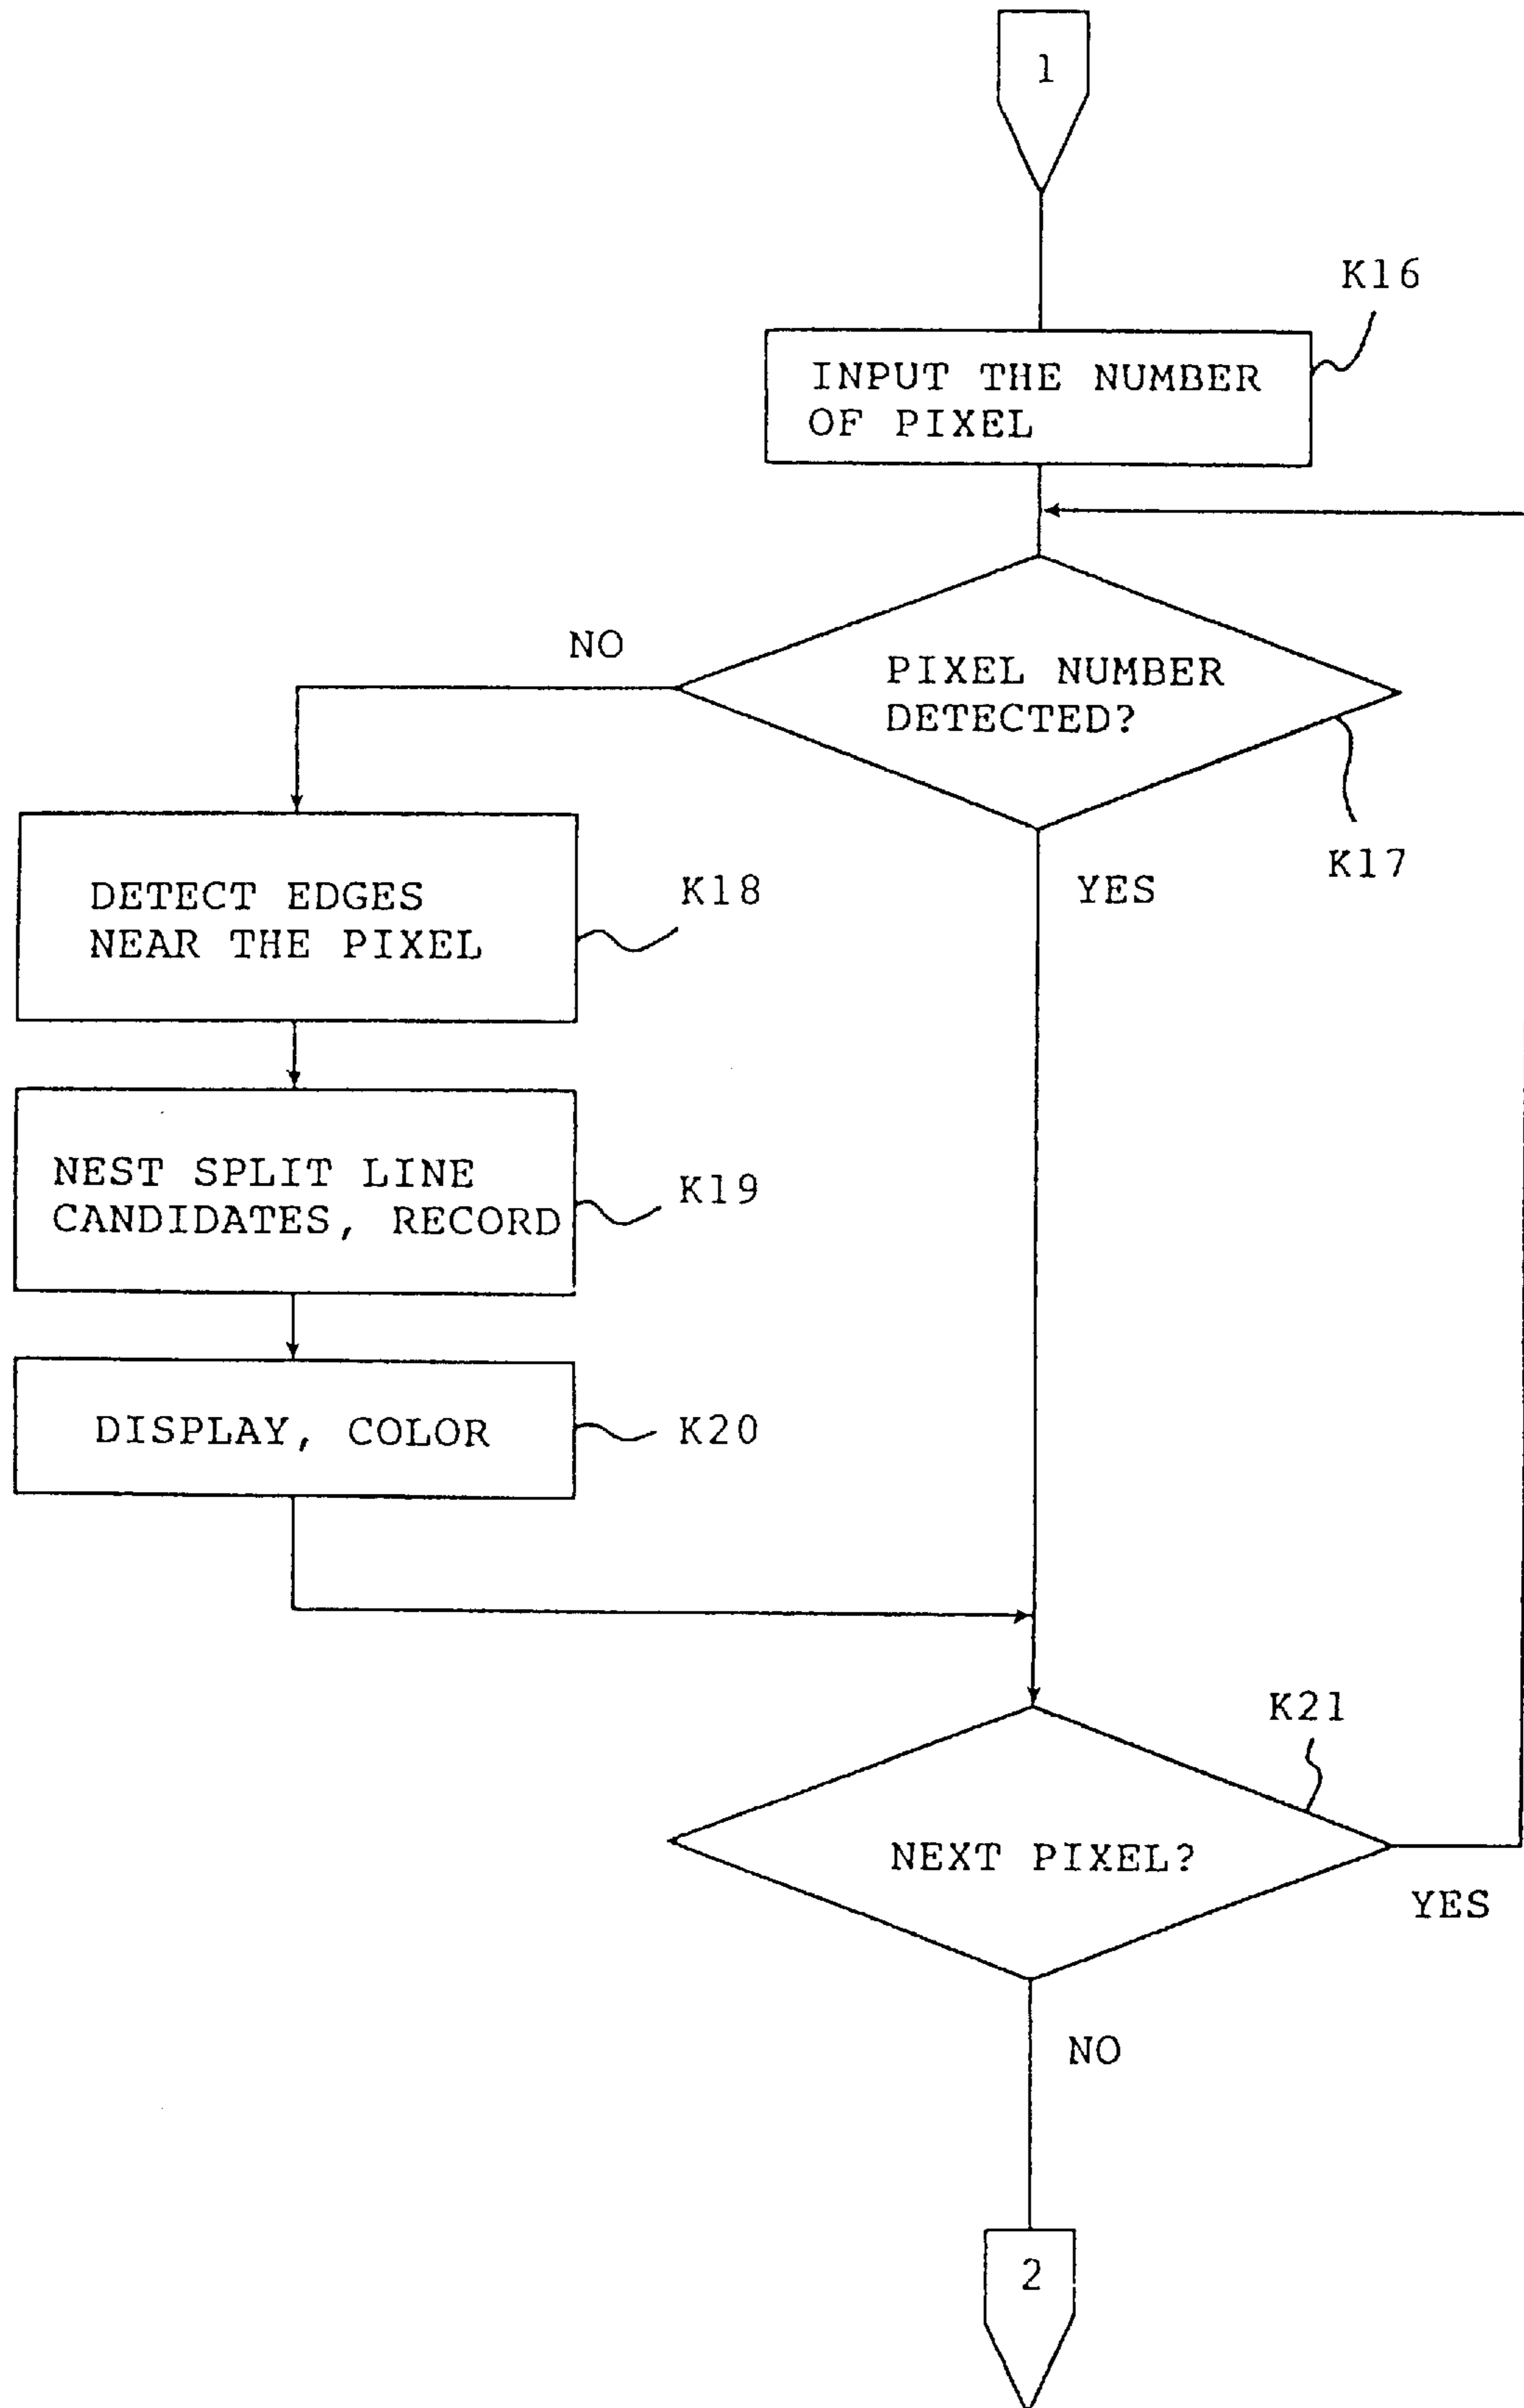 1
K16
INPUT THE NUMBER
OF PIXEL
NO
PIXEL NUMBER
DETECTED?
K17
YES
DETECT EDGES
NEAR THE PIXEL
K18
NEST SPLIT LINE
CANDIDATES, RECORD
K19
DISPLAY, COLOR
K20
K21
NEXT PIXEL?
YES
NO
2